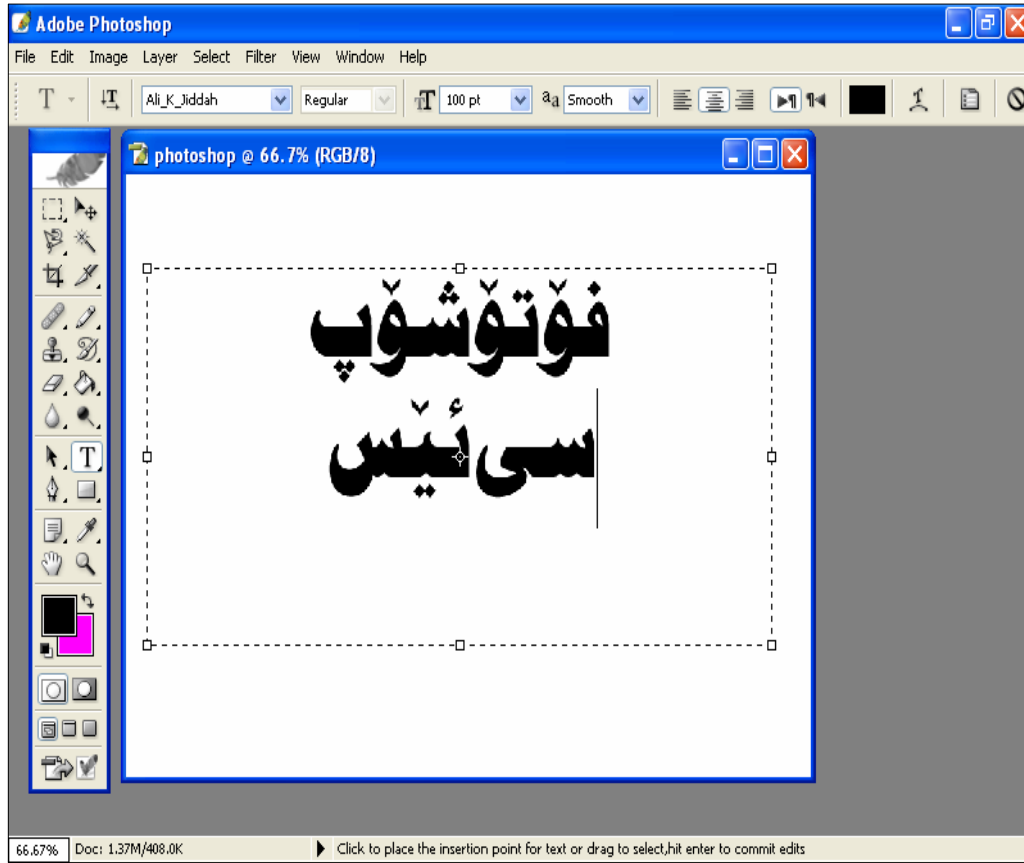 Adobe Photoshop
File Edit Image Layer Select Filter View Window Help
T Ali_K_Jiddah Regular 100 pt aa Smooth
photoshop @ 66.7% (RGB/8)
فۆتۆشۆپ
سی ئێس
66.67% Doc: 1.37M/408.0K Click to place the insertion point for text or drag to select,hit enter to commit edits